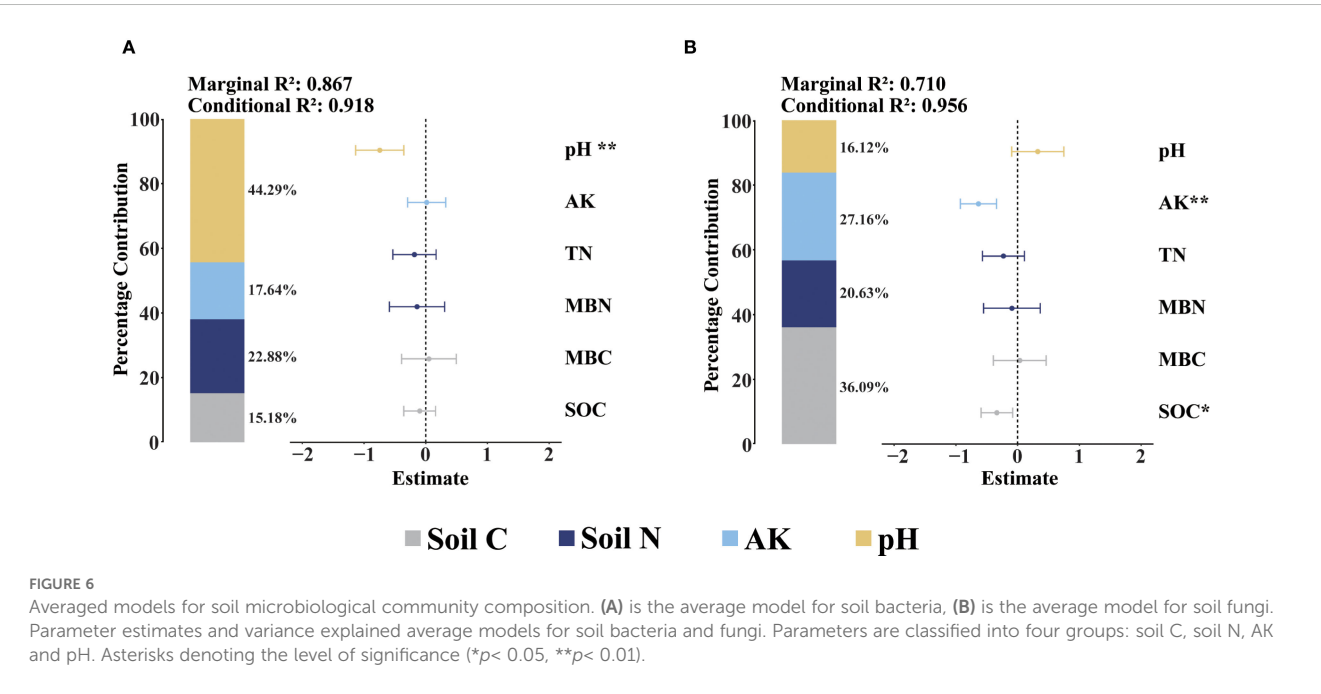 A
Marginal R²: 0.867
Conditional R²: 0.918
Percentage Contribution
100
80
60
40
20
0
44.29%
17.64%
22.88%
15.18%
pH **
AK
TN
MBN
MBC
SOC
−2 −1 0 1 2
Estimate
B
Marginal R²: 0.710
Conditional R²: 0.956
Percentage Contribution
100
80
60
40
20
0
16.12%
27.16%
20.63%
36.09%
pH
AK**
TN
MBN
MBC
SOC*
−2 −1 0 1 2
Estimate
Soil C Soil N AK pH
FIGURE 6
Averaged models for soil microbiological community composition. (A) is the average model for soil bacteria, (B) is the average model for soil fungi.
Parameter estimates and variance explained average models for soil bacteria and fungi. Parameters are classified into four groups: soil C, soil N, AK
and pH. Asterisks denoting the level of significance (*p< 0.05, **p< 0.01).